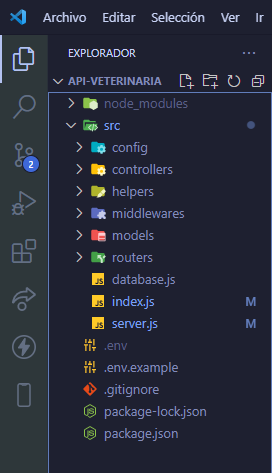 Archivo Editar Selección Ver Ir
EXPLORADOR
API-VETERINARIA
node_modules
src
config
controllers
helpers
middlewares
models
routers
JS database.js
JS index.js M
2
JS server.js M
.env
.env.example
.gitignore
package-lock.json
package.json